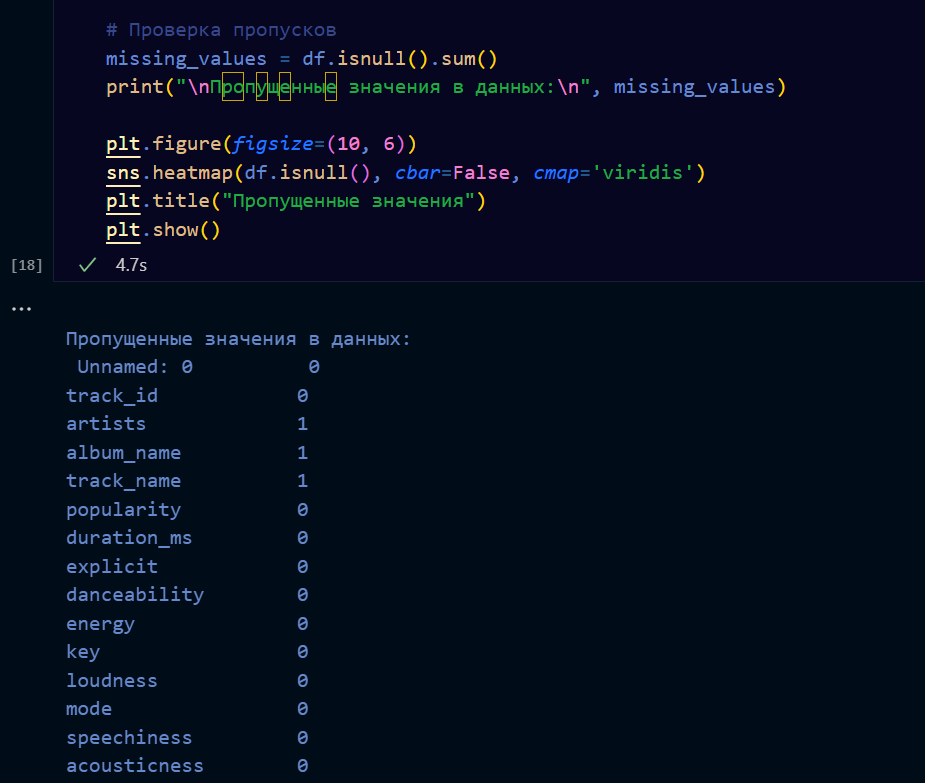 # Проверка пропусков
missing_values = df.isnull().sum()
print("\nПропущенные значения в данных:\n", missing_values)
plt.figure(figsize=(10, 6))
sns.heatmap(df.isnull(), cbar=False, cmap='viridis')
plt.title("Пропущенные значения")
plt.show()
[18] ✓ 4.7s
...
Пропущенные значения в данных:
Unnamed: 0 0
track_id 0
artists 1
album_name 1
track_name 1
popularity 0
duration_ms 0
explicit 0
danceability 0
energy 0
key 0
loudness 0
mode 0
speechiness 0
acousticness 0